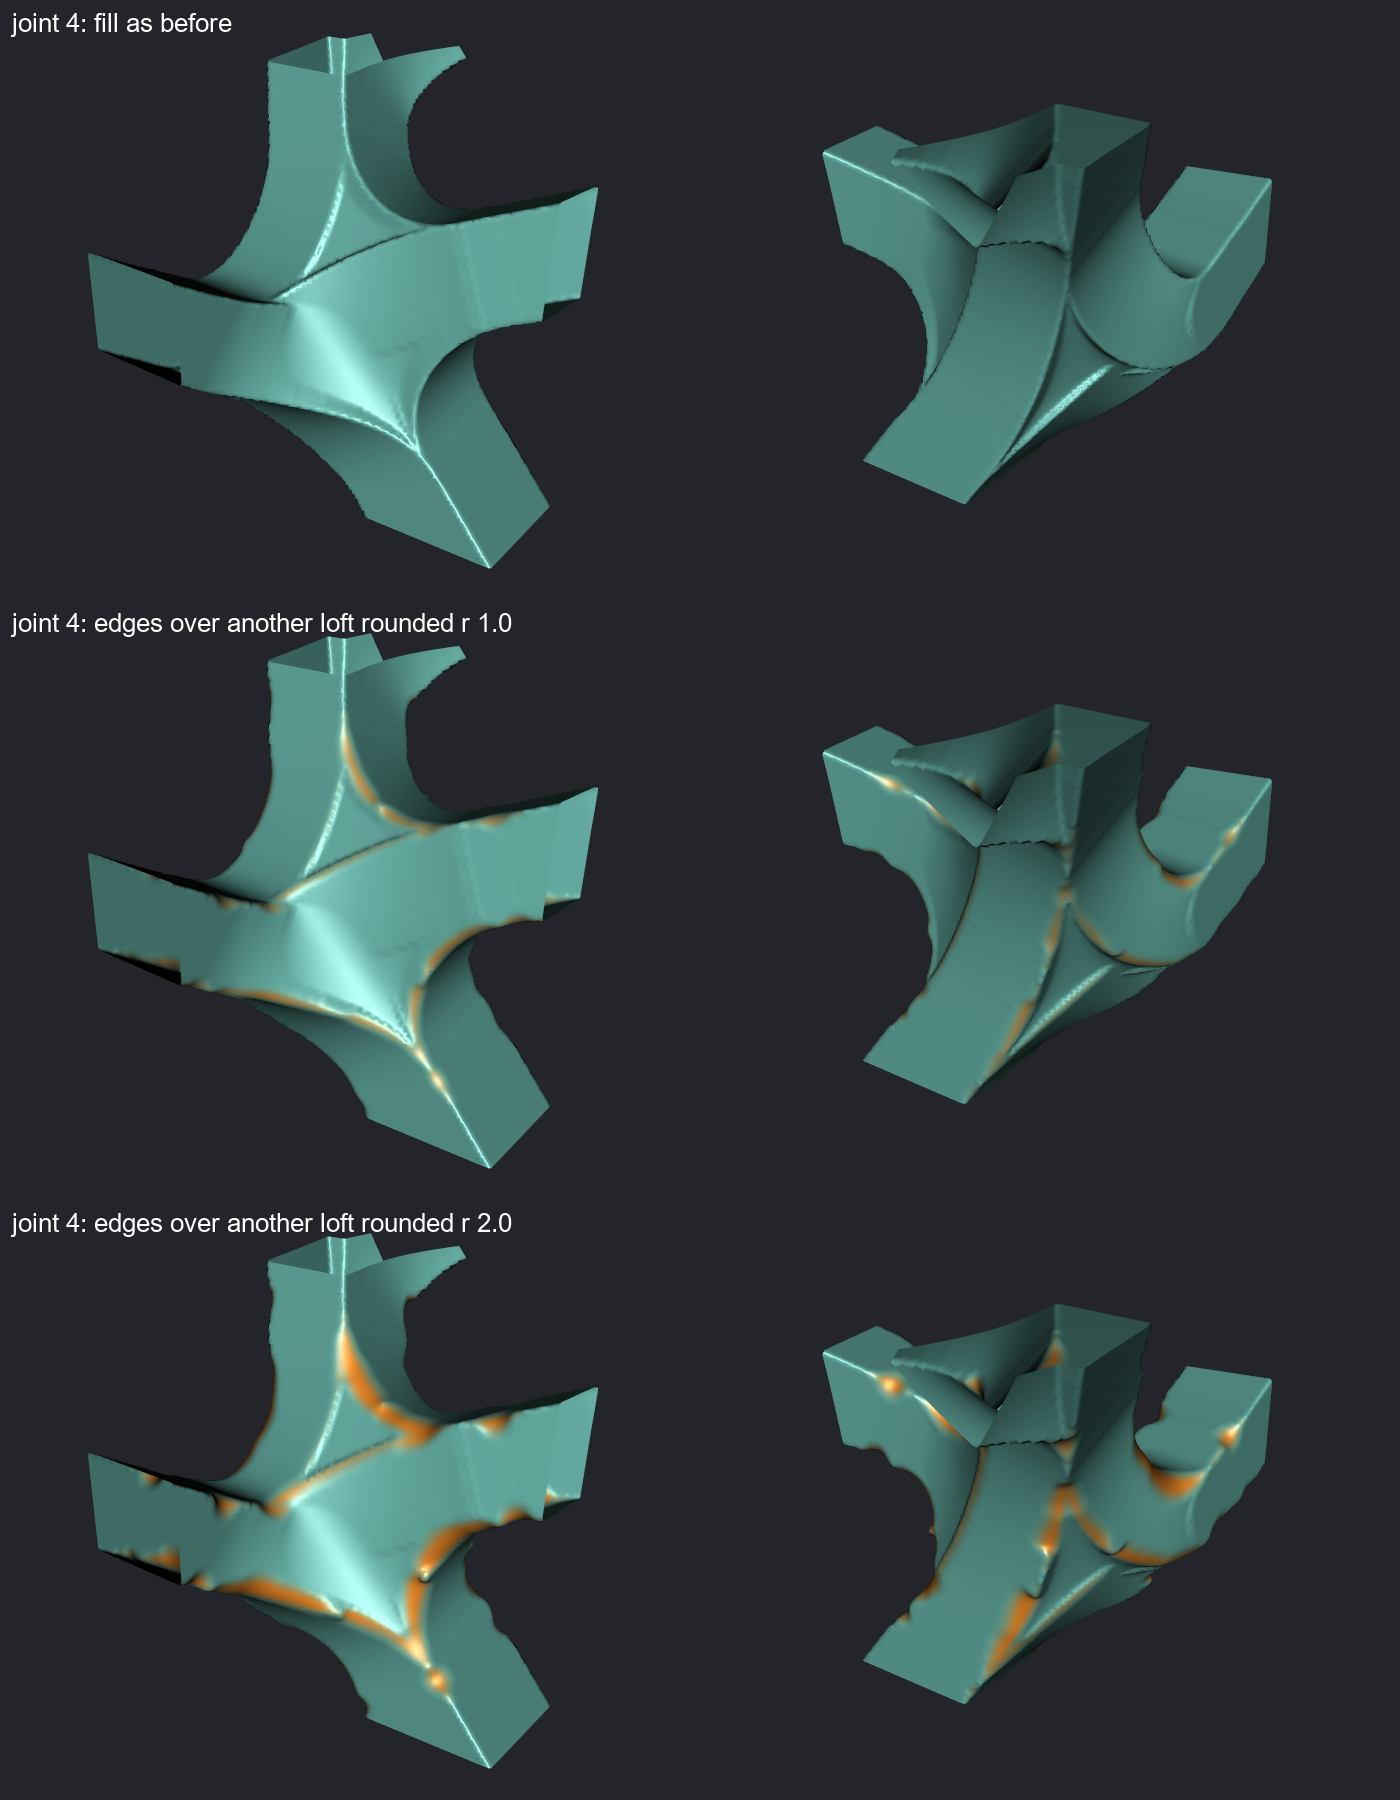 joint 4: fill as before
joint 4: edges over another loft rounded r 1.0
joint 4: edges over another loft rounded r 2.0